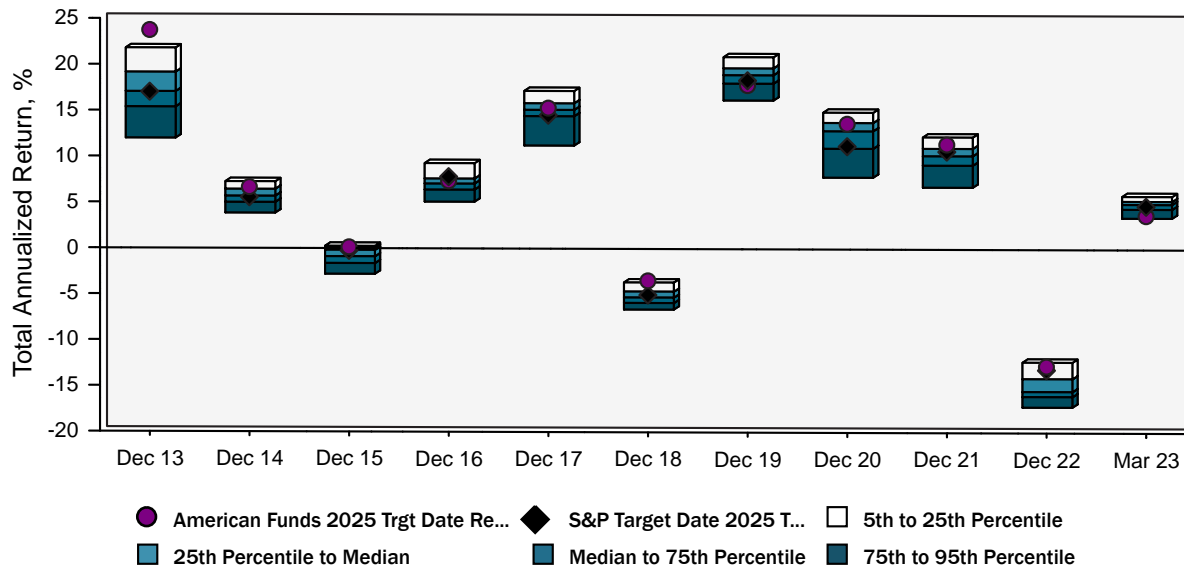 Total Annualized Return, %
25
20
15
10
5
0
-5
-10
-15
-20
Dec 13 Dec 14 Dec 15 Dec 16 Dec 17 Dec 18 Dec 19 Dec 20 Dec 21 Dec 22 Mar 23
American Funds 2025 Trgt Date Re... S&P Target Date 2025 T... 5th to 25th Percentile
25th Percentile to Median Median to 75th Percentile 75th to 95th Percentile